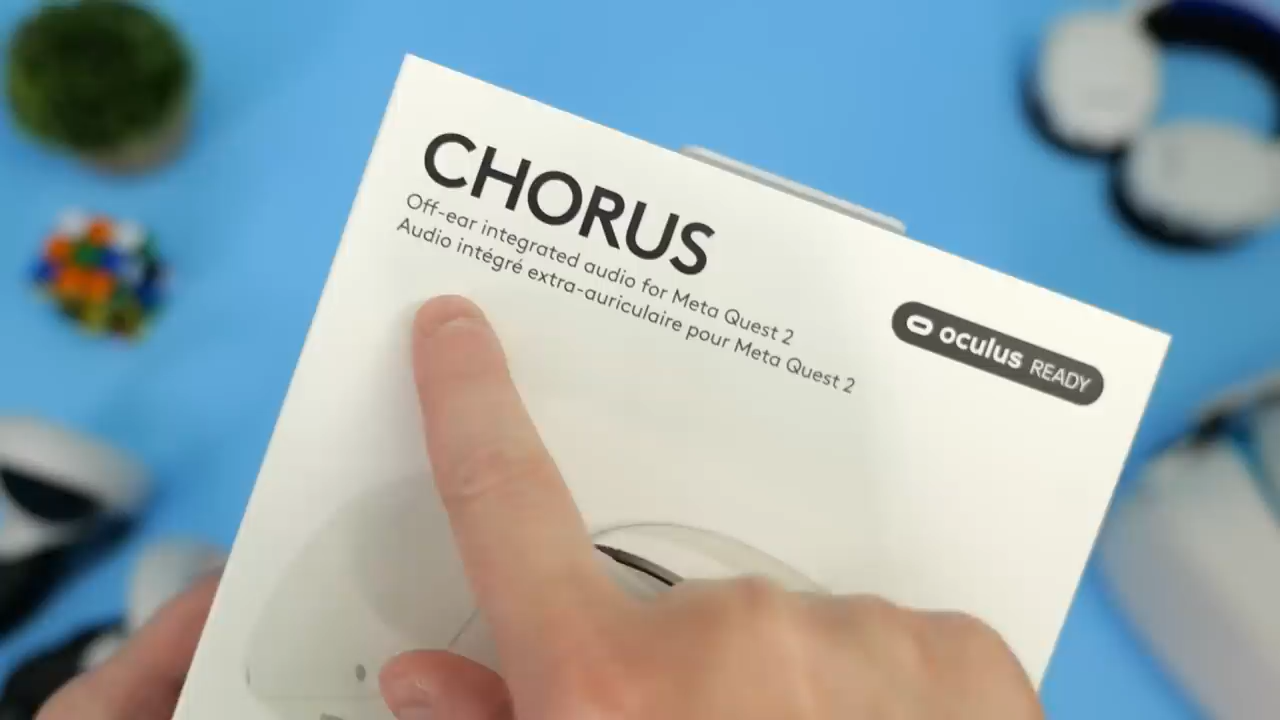 CHORUS
Off-ear integrated audio for Meta Quest 2
Audio intégré extra-auriculaire pour Meta Quest 2
oculus READY